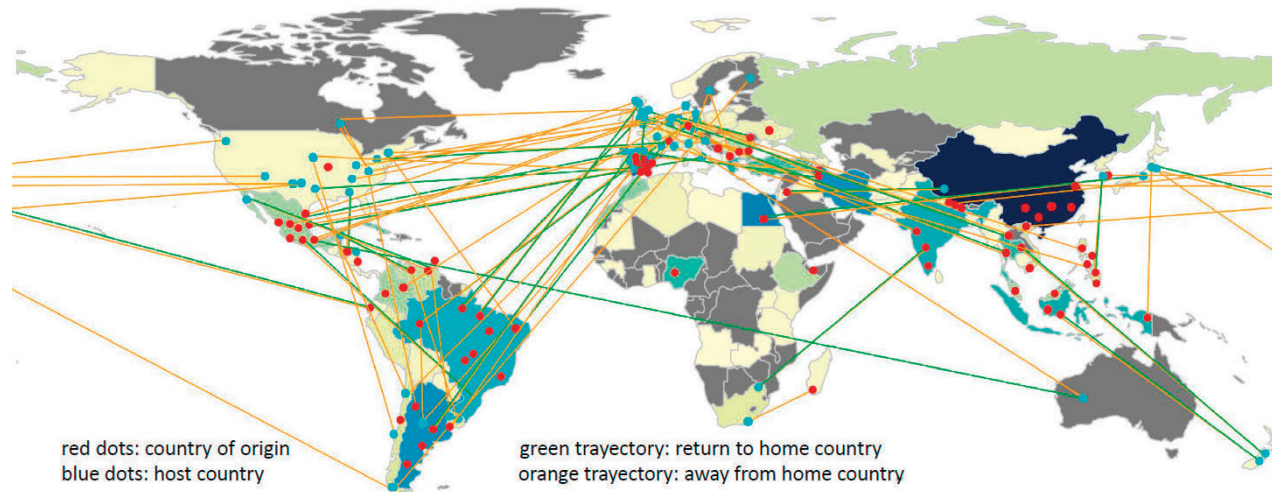 red dots: country of origin
blue dots: host country
green trayectory: return to home country
orange trayectory: away from home country